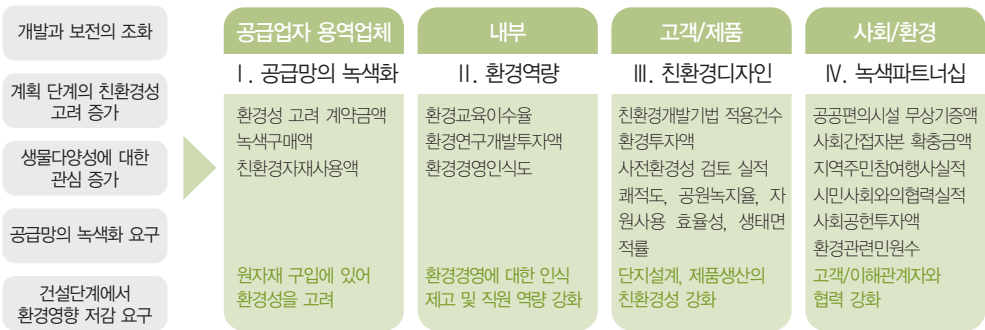 개발과 보전의 조화
계획 단계의 친환경성
고려 증가
생물다양성에 대한
관심 증가
공급망의 녹색화 요구
건설단계에서
환경영향 저감 요구
공급업자 용역업체
Ⅰ. 공급망의 녹색화
환경성 고려 계약금액
녹색구매액
친환경자재사용액
원자재 구입에 있어
환경성을 고려
내부
Ⅱ. 환경역량
환경교육이수율
환경연구개발투자액
환경경영인식도
환경경영에 대한 인식
제고 및 직원 역량 강화
고객/제품
Ⅲ. 친환경디자인
친환경개발기법 적용건수
환경투자액
사전환경성 검토 실적
쾌적도, 공원녹지율, 자
원사용 효율성, 생태면
적률
단지설계, 제품생산의
친환경성 강화
사회/환경
Ⅳ. 녹색파트너십
공공편의시설 무상기증액
사회간접자본 확충금액
지역주민참여행사실적
시민사회와의협력실적
사회공헌투자액
환경관련민원수
고객/이해관계자와
협력 강화